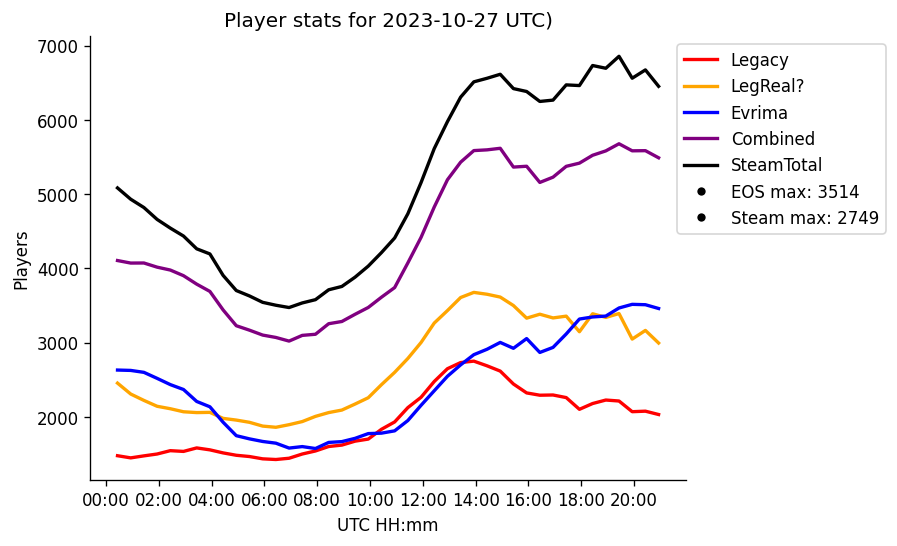 Player stats for 2023-10-27 UTC)
7000
6000
5000
4000
3000
2000
Players
00:00 02:00 04:00 06:00 08:00 10:00 12:00 14:00 16:00 18:00 20:00
UTC HH:mm
Legacy
LegReal?
Evrima
Combined
SteamTotal
EOS max: 3514
Steam max: 2749